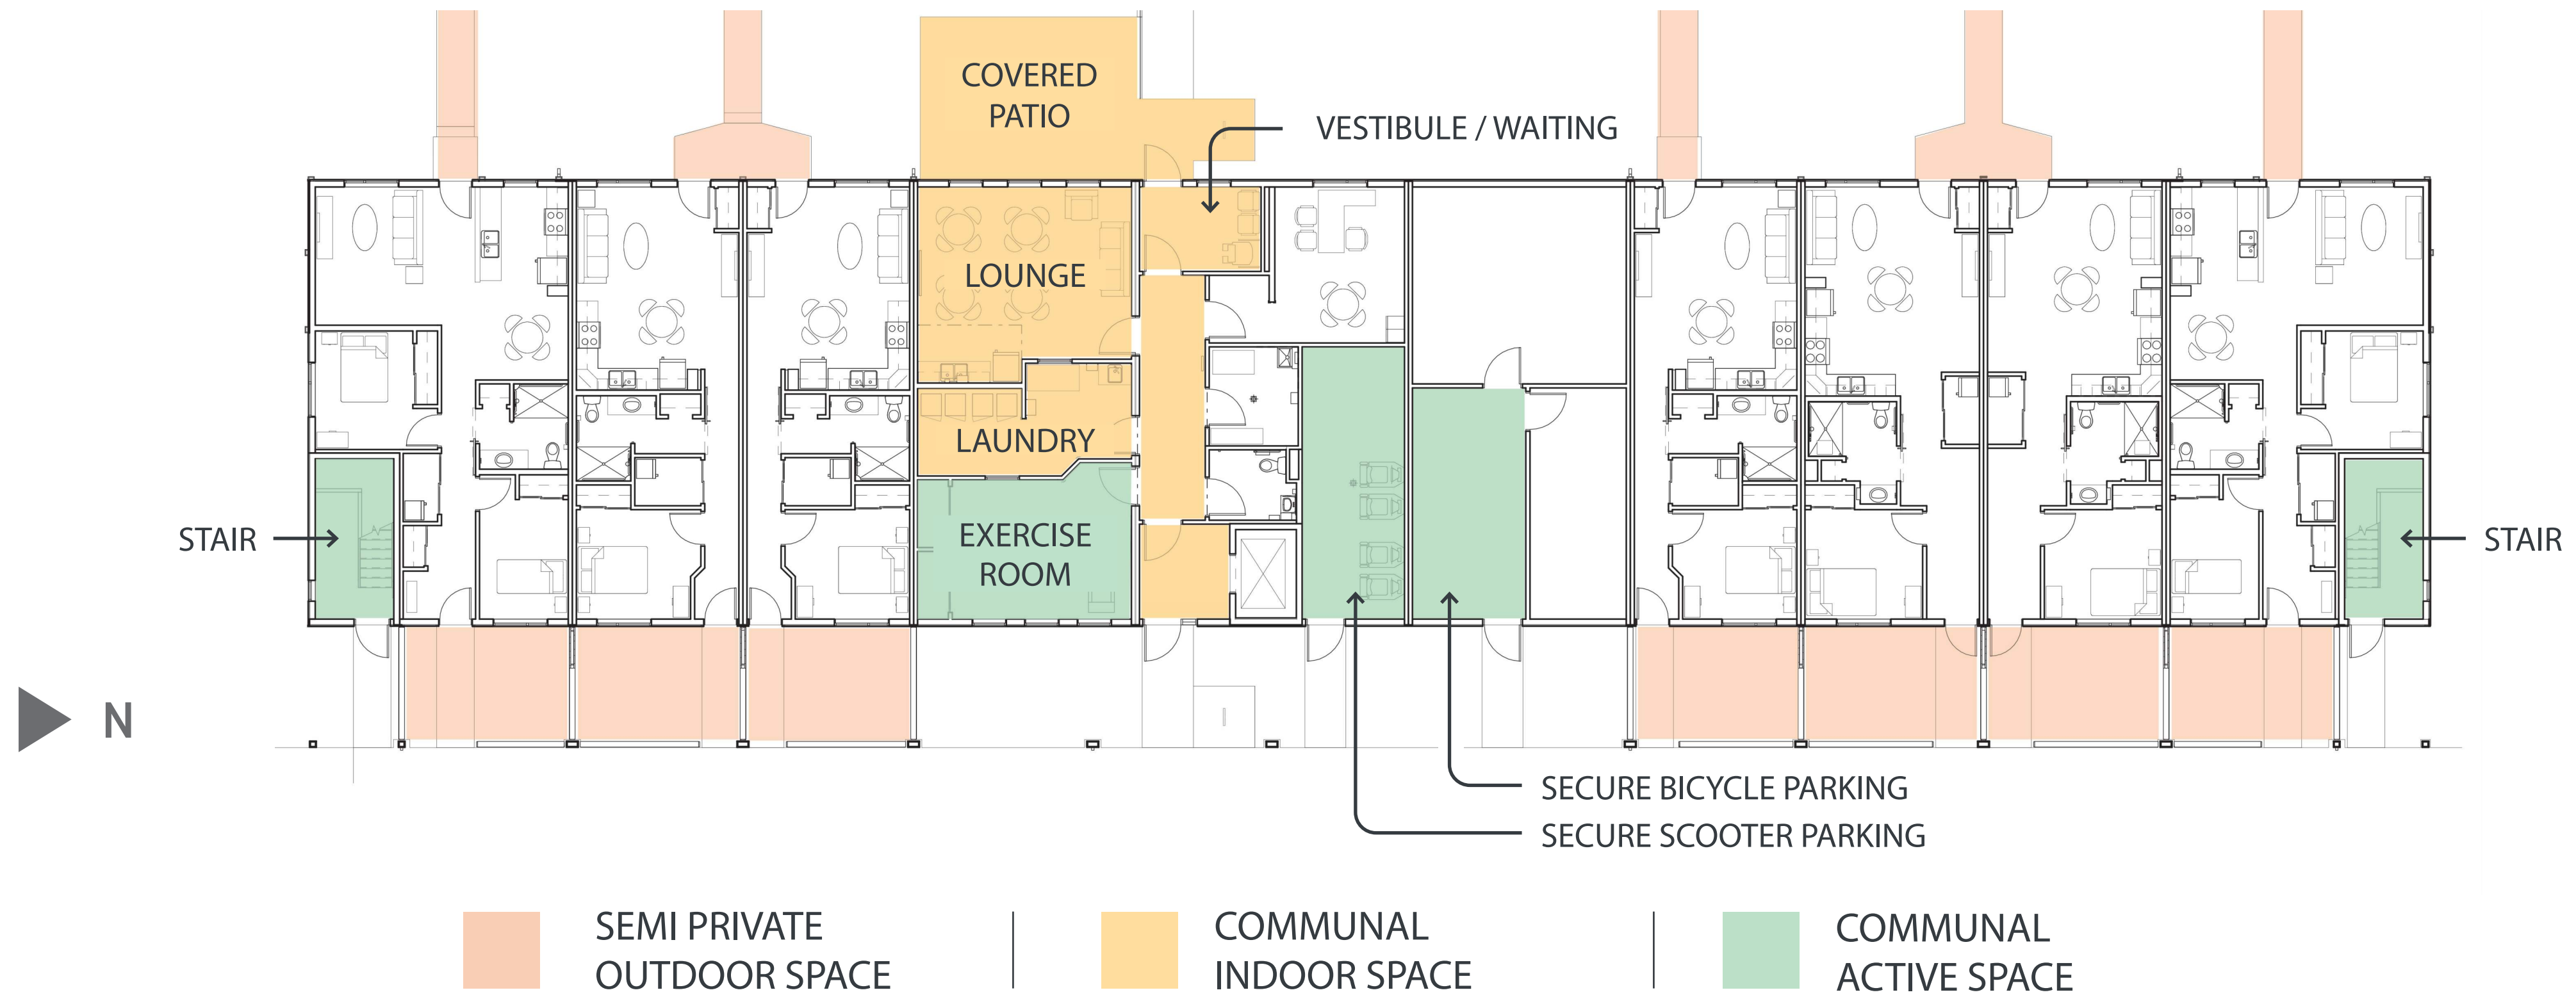 COVERED
PATIO
VESTIBULE / WAITING
LOUNGE
LAUNDRY
EXERCISE
ROOM
STAIR
STAIR
N
SECURE BICYCLE PARKING
SECURE SCOOTER PARKING
SEMI PRIVATE
OUTDOOR SPACE
COMMUNAL
INDOOR SPACE
COMMUNAL
ACTIVE SPACE